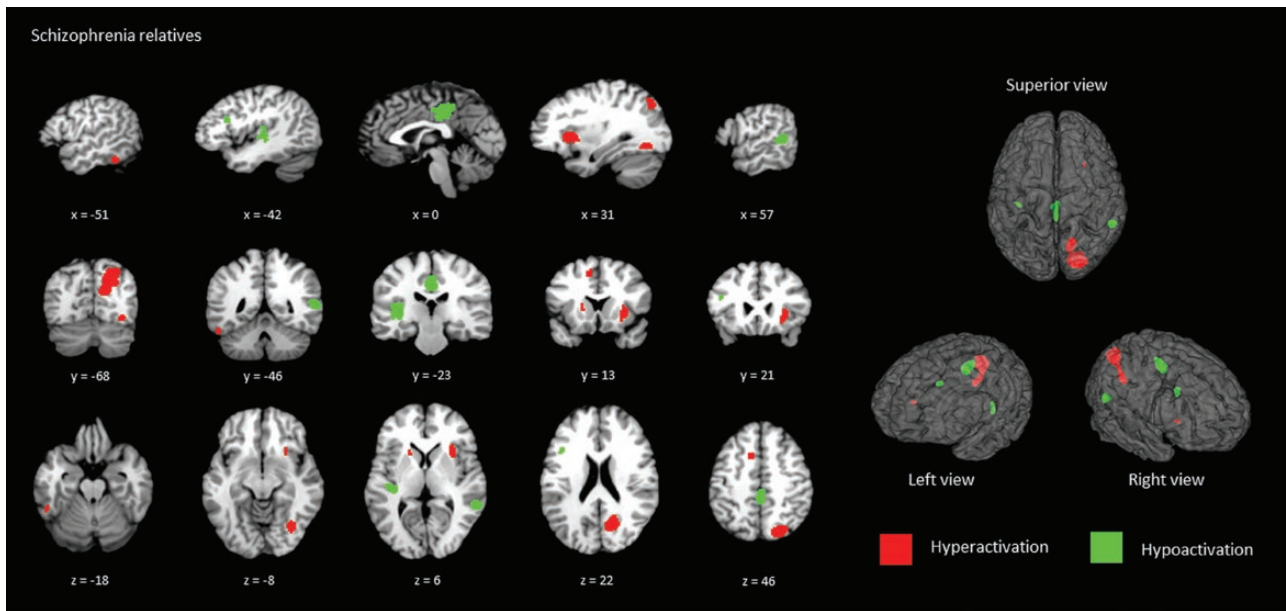 Schizophrenia relatives
x = -51
x = -42
x = 0
x = 31
x = 57
y = -68
y = -46
y = -23
y = 13
y = 21
z = -18
z = -8
z = 6
z = 22
z = 46
Superior view
Left view
Right view
Hyperactivation
Hypoactivation